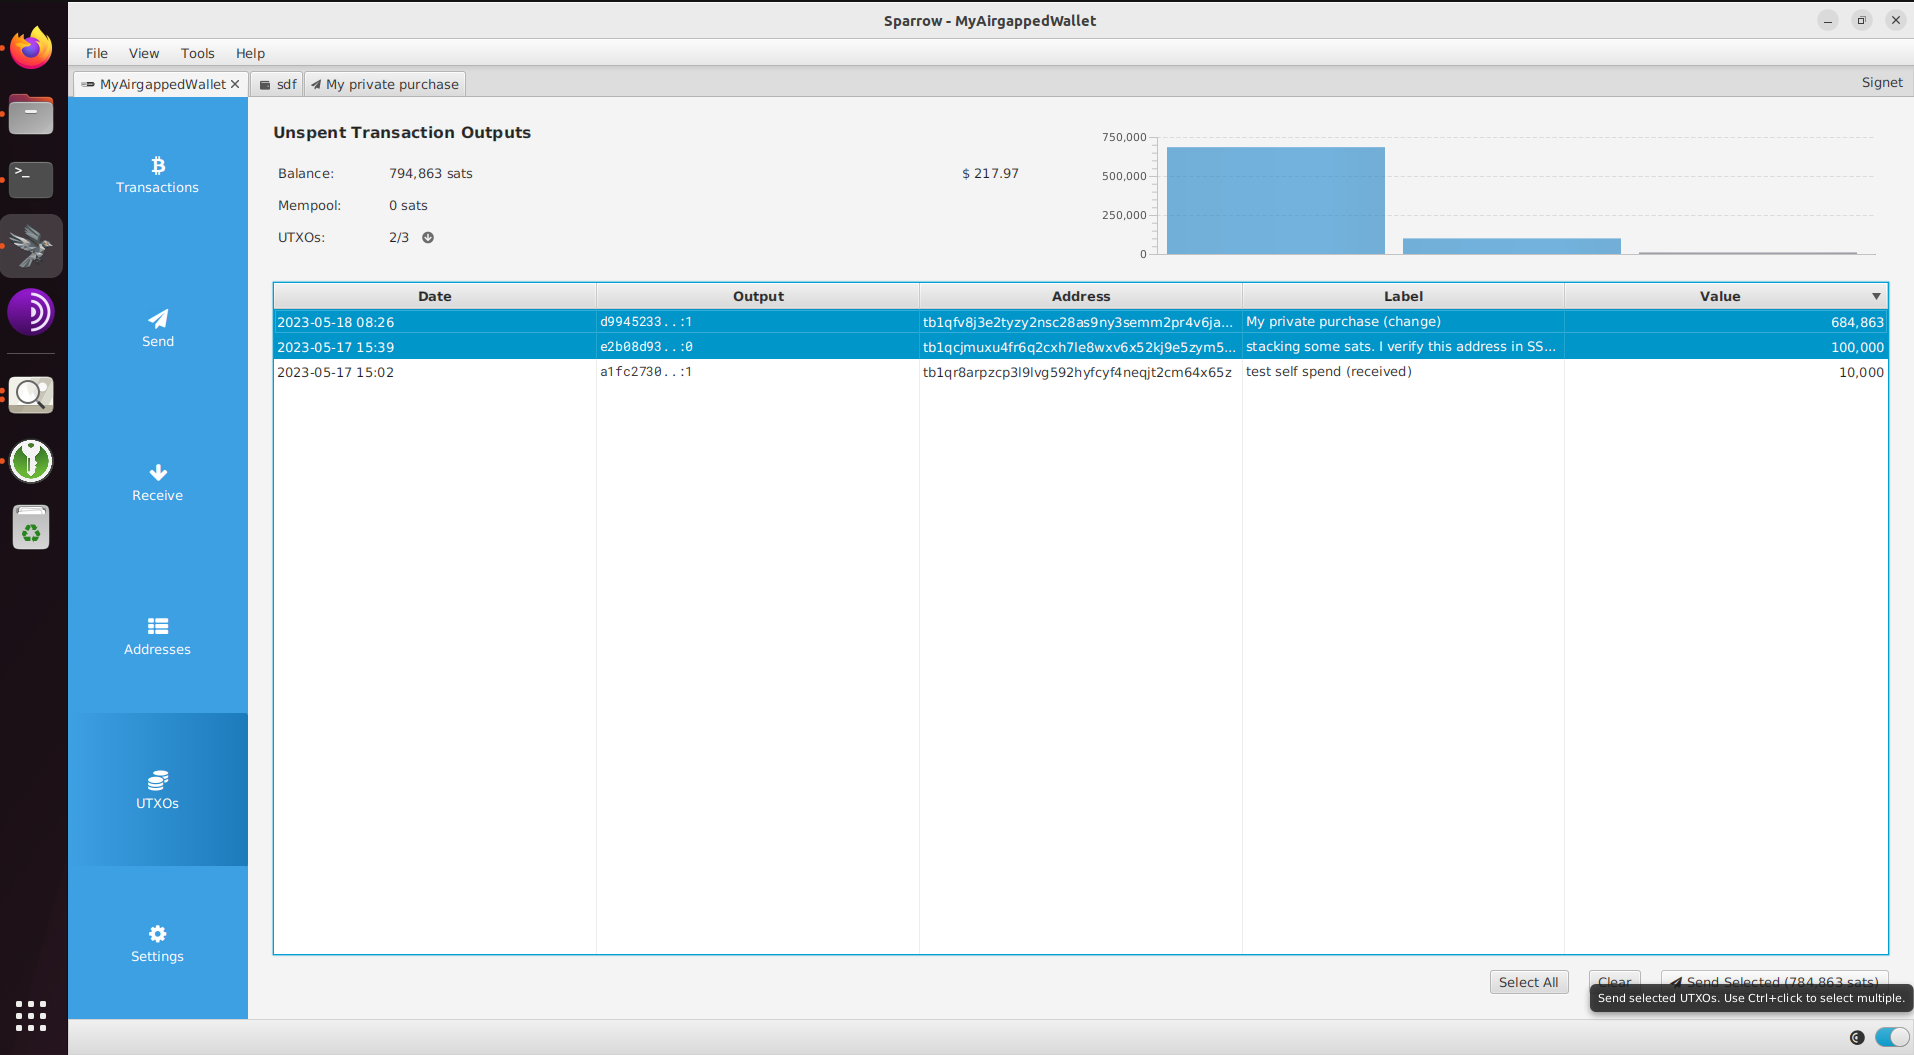 Sparrow - MyAirgappedWallet
File View Tools Help
MyAirgappedWallet sdf My private purchase Signet
Transactions
Send
Receive
Addresses
UTXOs
Settings
Unspent Transaction Outputs
Balance: 794,863 sats $ 217.97
Mempool: 0 sats
UTXOs: 2/3
750,000
500,000
250,000
0
Date Output Address Label Value
2023-05-18 08:26 d9945233..:1 tb1qfv8j3e2tyzy2nsc28as9ny3semm2pr4v6ja... My private purchase (change) 684,863
2023-05-17 15:39 e2b08d93..:0 tb1qcjmuxu4fr6q2cxh7le8wxv6x52kj9e5zym5... stacking some sats. I verify this address in SS... 100,000
2023-05-17 15:02 a1fc2730..:1 tb1qr8arpzcp3l9lvg592hyfcyf4neqjt2cm64x65z test self spend (received) 10,000
Select All Clear Send Selected (784,863 sats)
Send selected UTXOs. Use Ctrl+click to select multiple.